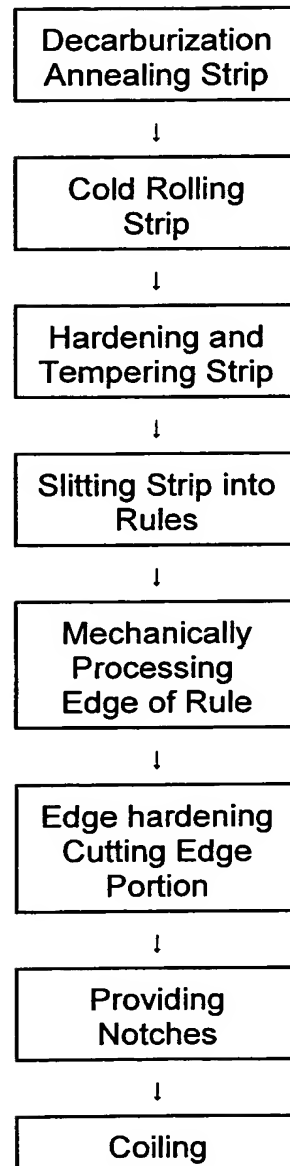 Decarburization
Annealing Strip
↓
Cold Rolling
Strip
↓
Hardening and
Tempering Strip
↓
Slitting Strip into
Rules
↓
Mechanically
Processing
Edge of Rule
↓
Edge hardening
Cutting Edge
Portion
↓
Providing
Notches
↓
Coiling